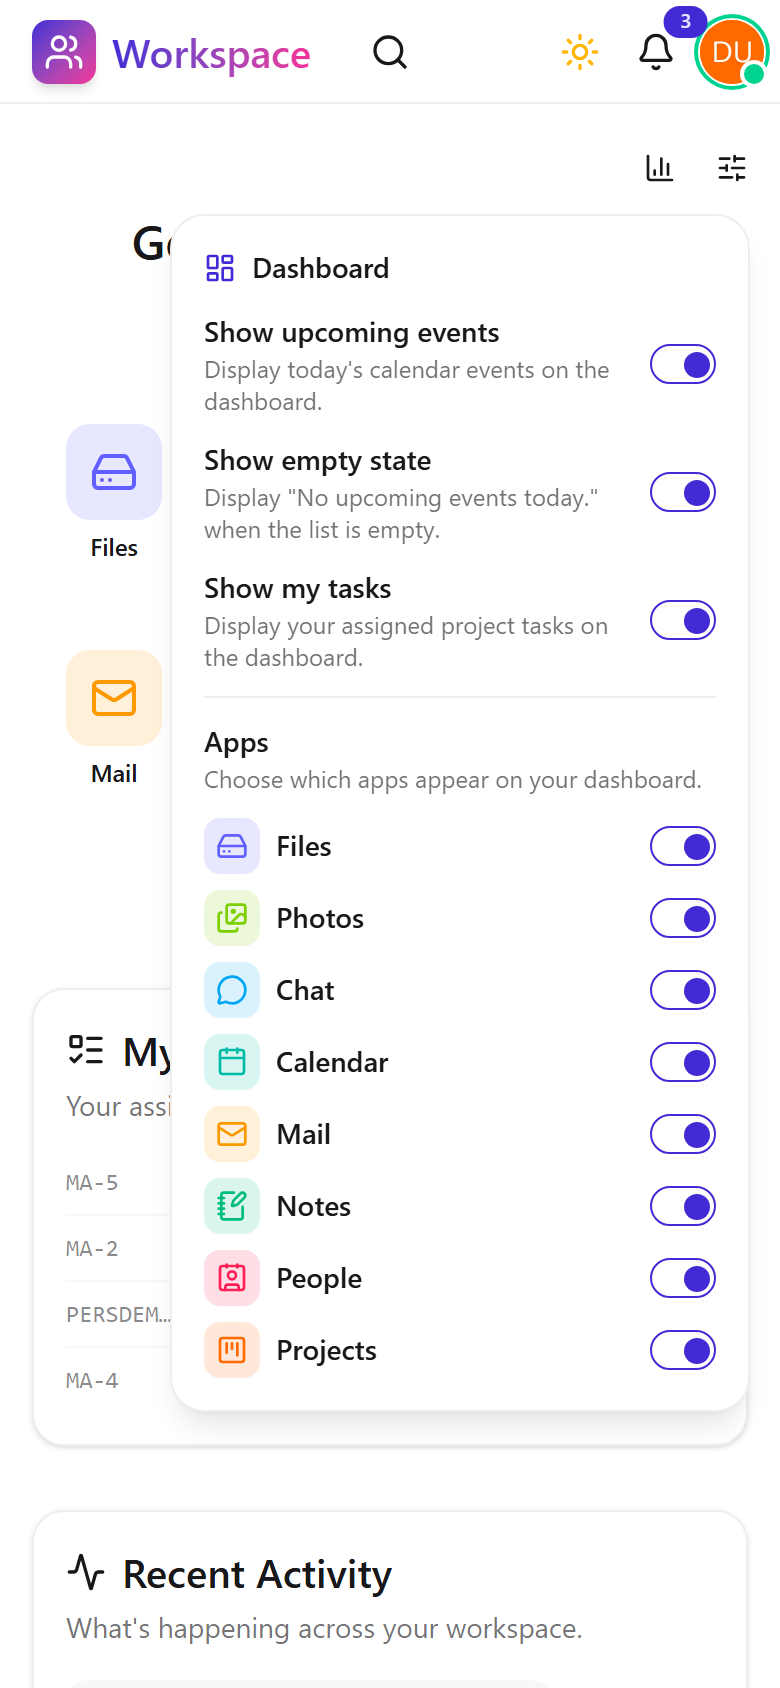 Workspace
3
DU
Dashboard
Show upcoming events
Display today's calendar events on the
dashboard.
Show empty state
Display "No upcoming events today."
when the list is empty.
Show my tasks
Display your assigned project tasks on
the dashboard.
Apps
Choose which apps appear on your dashboard.
Files
Photos
Chat
Calendar
Mail
Notes
People
Projects
Files
Mail
My
Your assi
MA-5
MA-2
PERSDEM...
MA-4
Recent Activity
What's happening across your workspace.